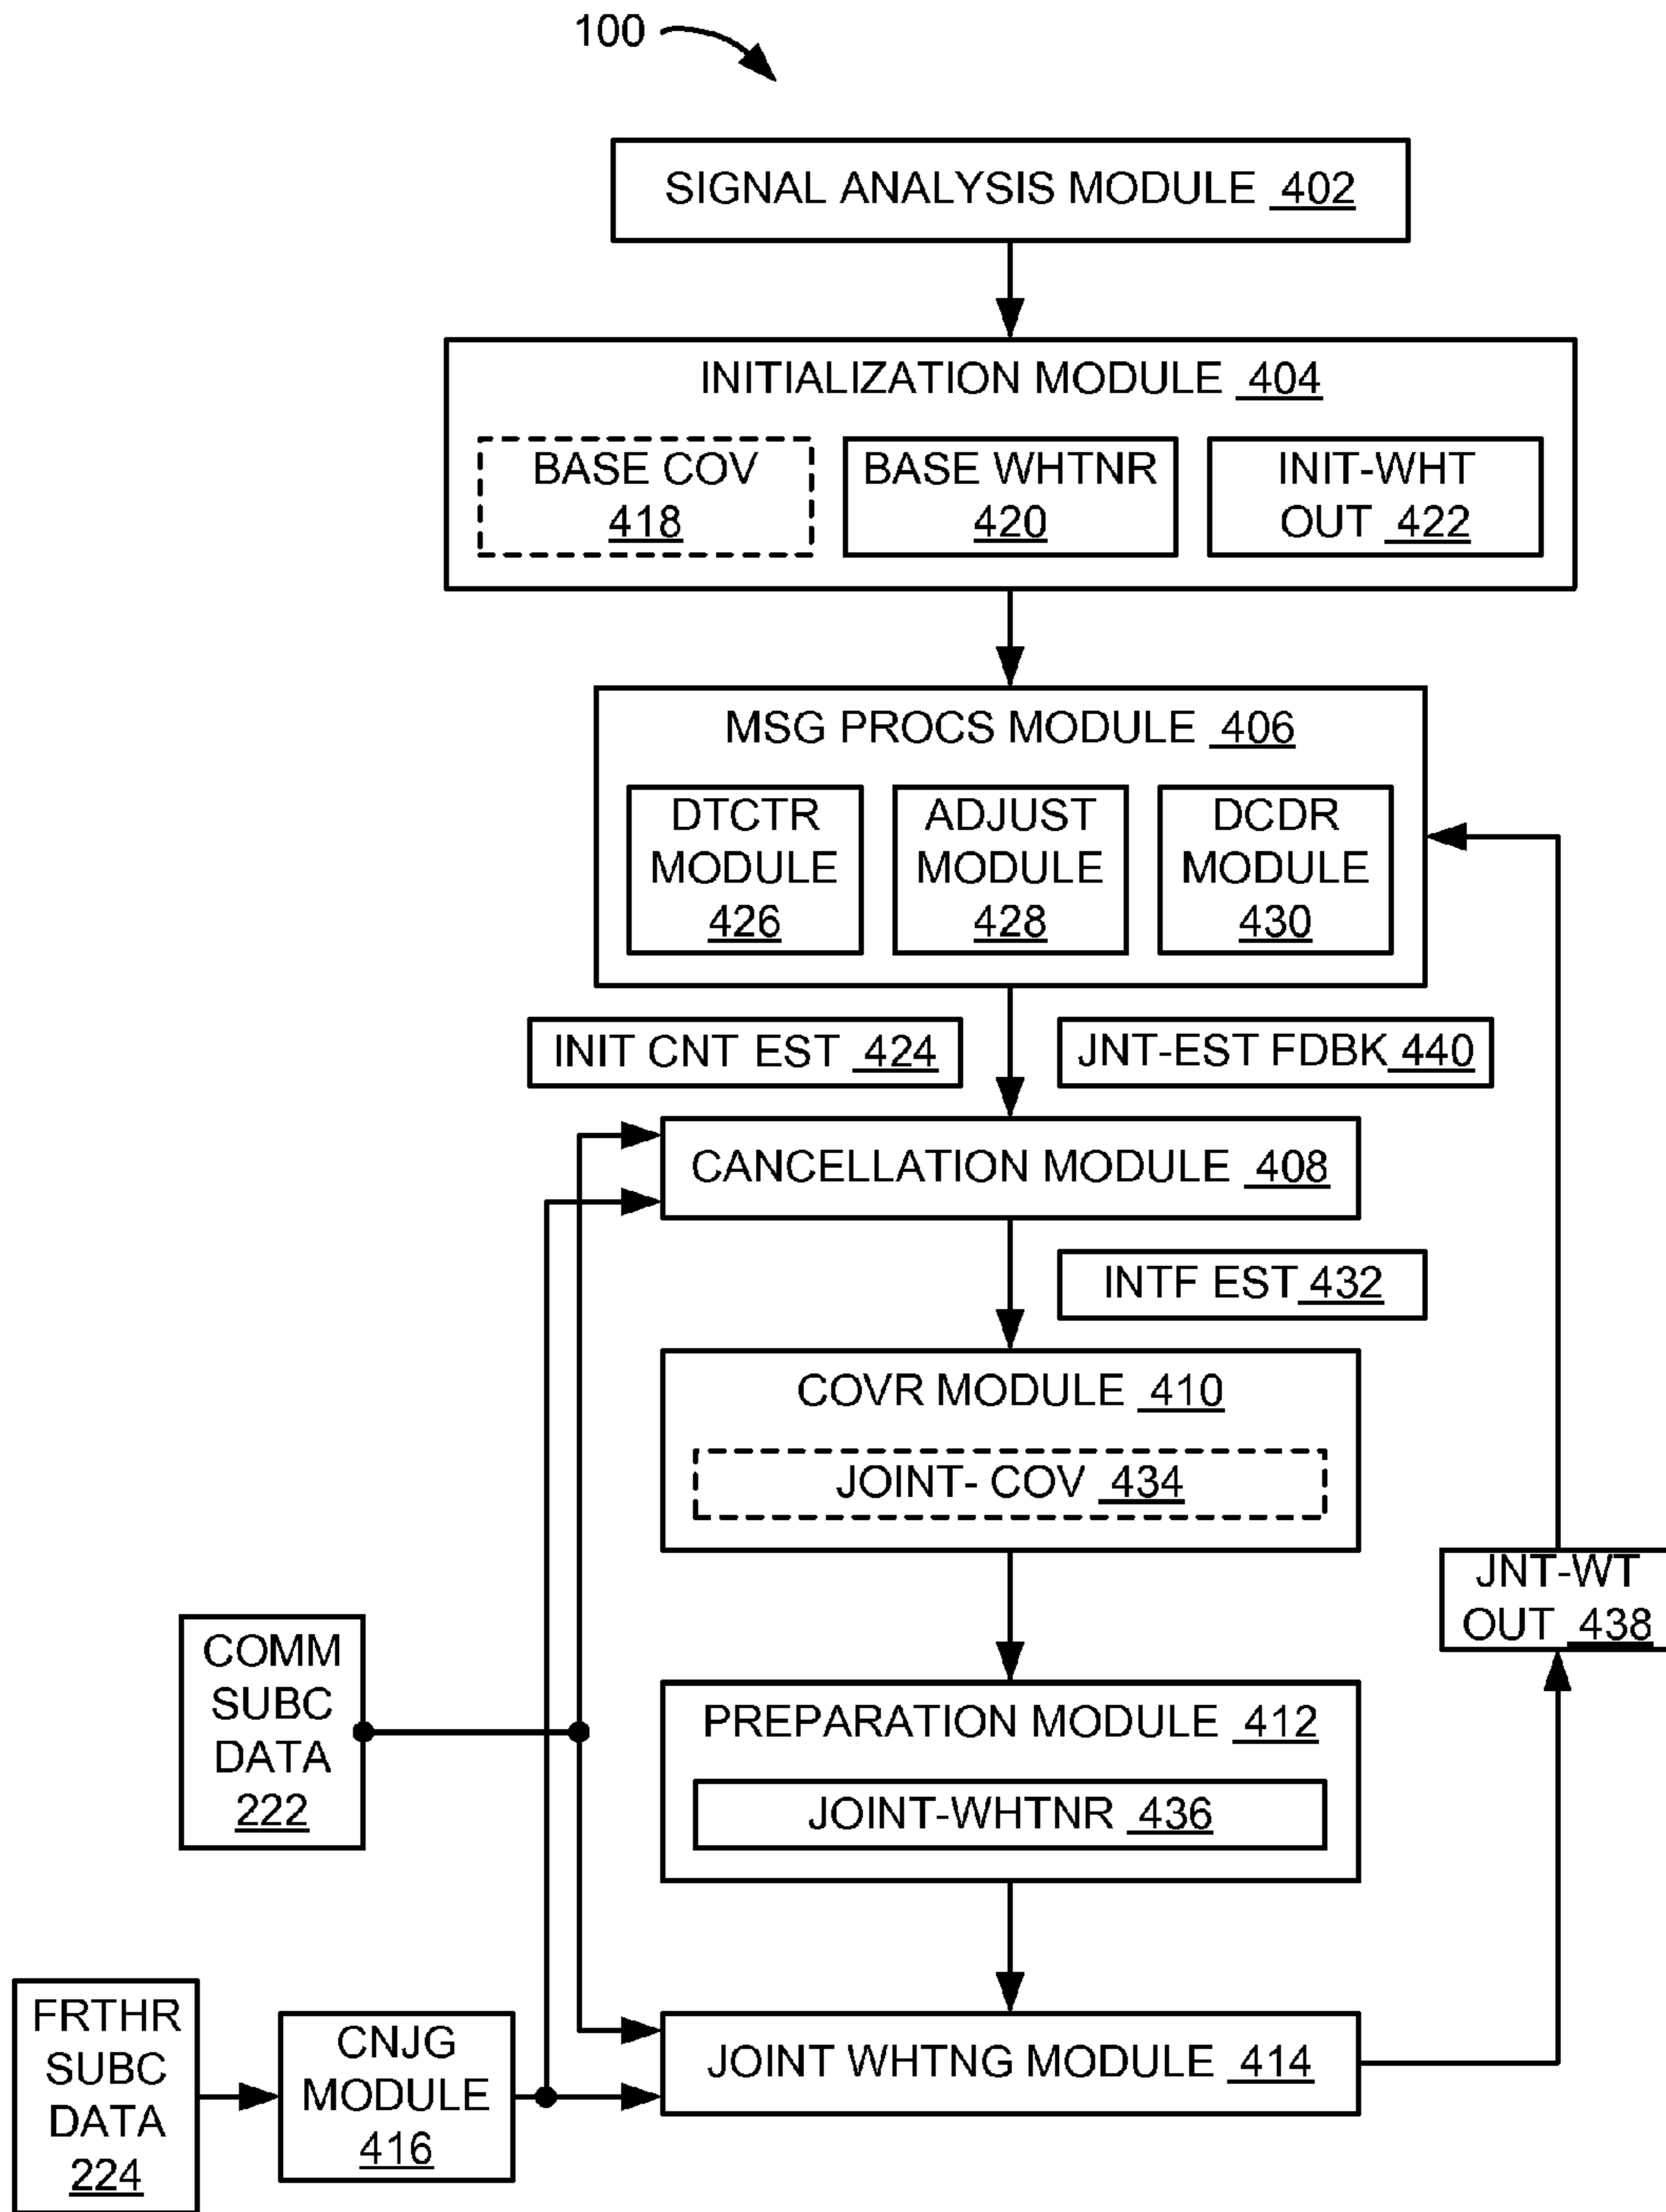 100
SIGNAL ANALYSIS MODULE 402
INITIALIZATION MODULE 404
BASE COV
418
BASE WHTNR
420
INIT-WHT
OUT 422
MSG PROCS MODULE 406
DTCTR
MODULE
426
ADJUST
MODULE
428
DCDR
MODULE
430
INIT CNT EST 424
JNT-EST FDBK 440
CANCELLATION MODULE 408
INTF EST 432
COVR MODULE 410
JOINT- COV 434
JNT-WT
OUT 438
COMM
SUBC
DATA
222
PREPARATION MODULE 412
JOINT-WHTNR 436
FRTHR
SUBC
DATA
224
CNJG
MODULE
416
JOINT WHTNG MODULE 414